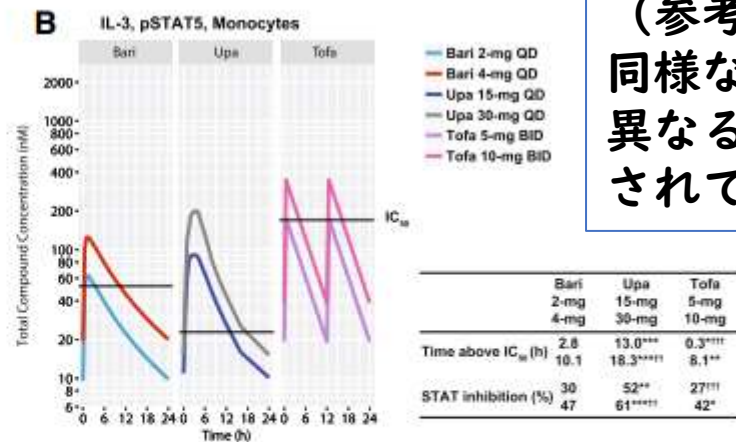 B IL-3, pSTAT5, Monocytes
Bari Upa Tofa
Total Compound Concentration (nM)
2000
1000
800
600
400
200
100
80
60
40
20
10
8
6
IC50
0 6 12 18 24 0 6 12 18 24 0 6 12 18 24
Time (h)
Bari 2-mg QD
Bari 4-mg QD
Upa 15-mg QD
Upa 30-mg QD
Tofa 5-mg BID
Tofa 10-mg BID
（参考
同様な
異なる
されて
Bari Upa Tofa
2-mg 15-mg 5-mg
4-mg 30-mg 10-mg
Time above IC50 (h) 2.8 13.0*** 0.3
10.1 18.3 8.1**
STAT inhibition (%) 30 52** 27
47 61 42*